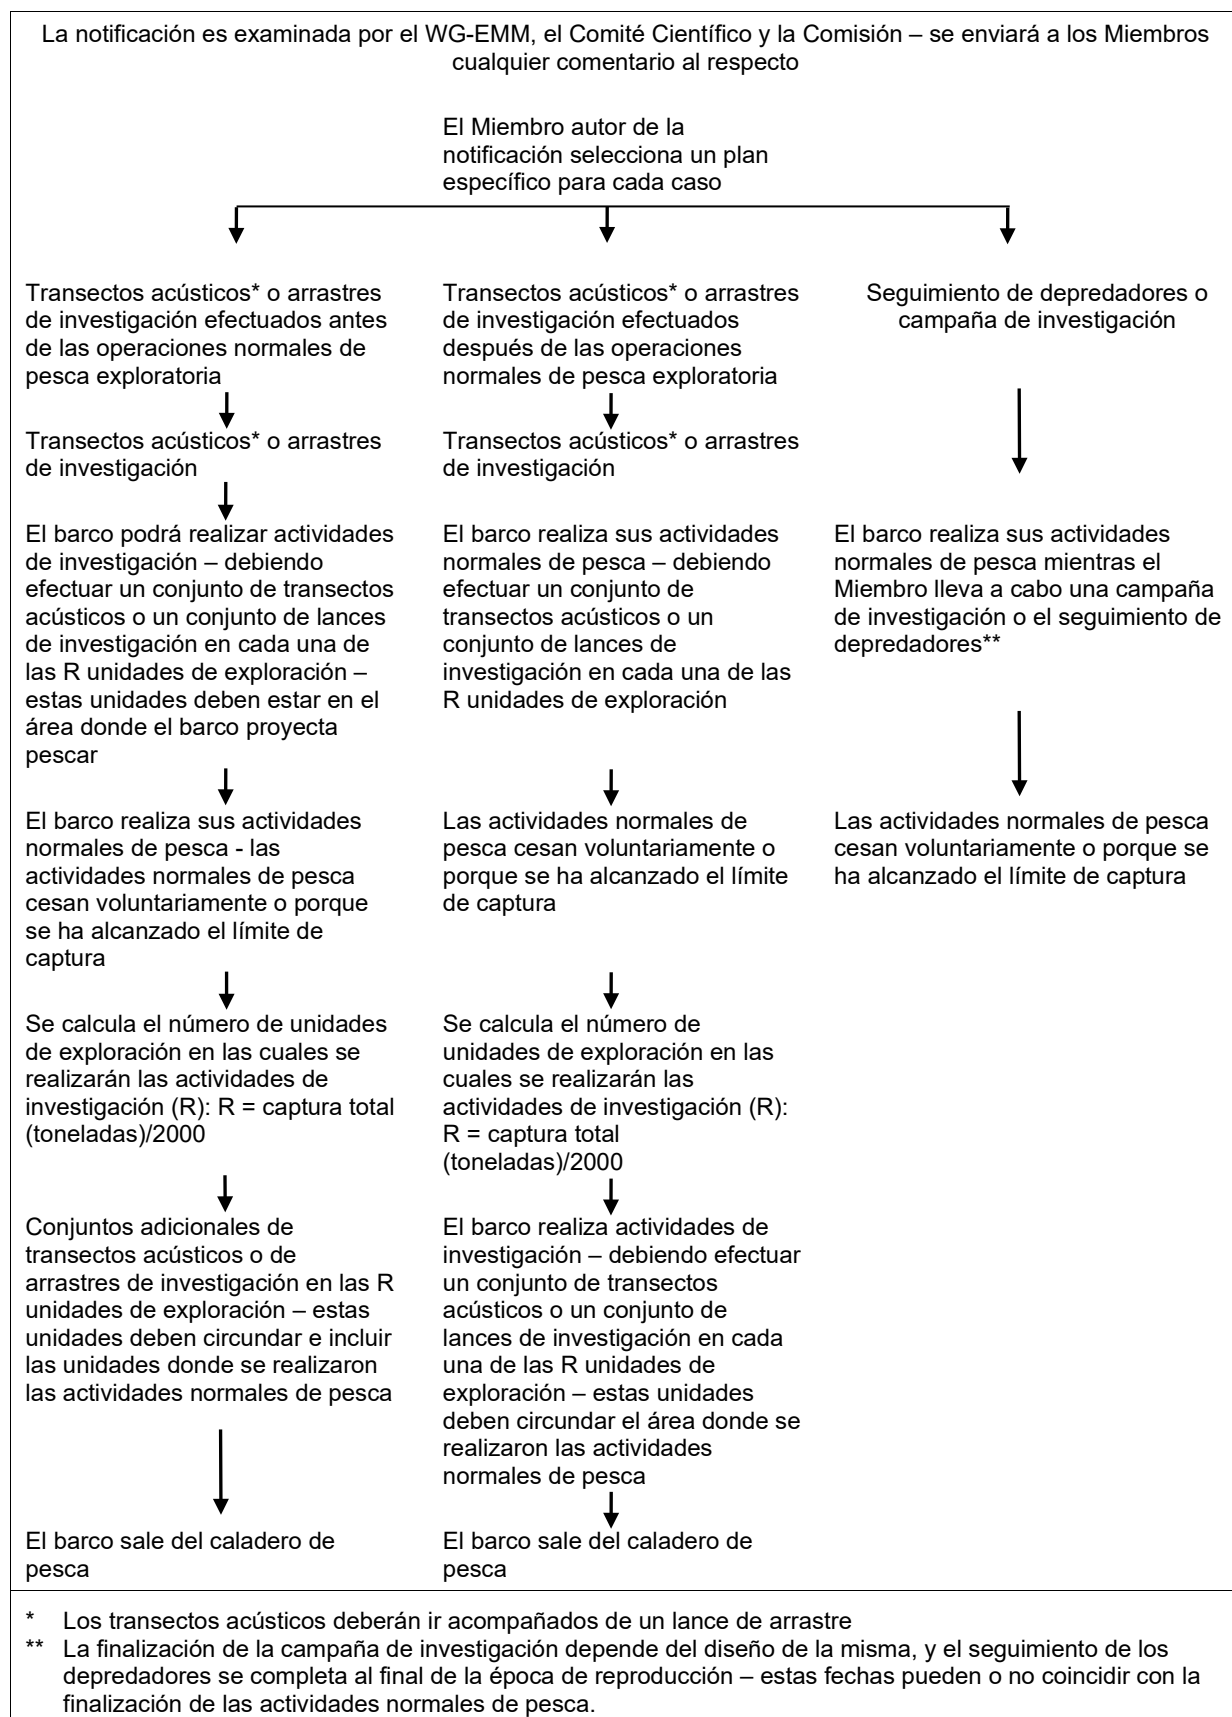 La notificación es examinada por el WG-EMM, el Comité Científico y la Comisión – se enviará a los Miembros
cualquier comentario al respecto
El Miembro autor de la
notificación selecciona un plan
específico para cada caso
Transectos acústicos* o arrastres
de investigación efectuados antes
de las operaciones normales de
pesca exploratoria
Transectos acústicos* o arrastres
de investigación
El barco podrá realizar actividades
de investigación – debiendo
efectuar un conjunto de transectos
acústicos o un conjunto de lances
de investigación en cada una de
las R unidades de exploración –
estas unidades deben estar en el
área donde el barco proyecta
pescar
El barco realiza sus actividades
normales de pesca - las
actividades normales de pesca
cesan voluntariamente o porque
se ha alcanzado el límite de
captura
Se calcula el número de unidades
de exploración en las cuales se
realizarán las actividades de
investigación (R): R = captura total
(toneladas)/2000
Conjuntos adicionales de
transectos acústicos o de
arrastres de investigación en las R
unidades de exploración – estas
unidades deben circundar e incluir
las unidades donde se realizaron
las actividades normales de pesca
El barco sale del caladero de
pesca
Transectos acústicos* o arrastres
de investigación efectuados
después de las operaciones
normales de pesca exploratoria
Transectos acústicos* o arrastres
de investigación
El barco realiza sus actividades
normales de pesca – debiendo
efectuar un conjunto de
transectos acústicos o un
conjunto de lances de
investigación en cada una de las
R unidades de exploración
Las actividades normales de
pesca cesan voluntariamente o
porque se ha alcanzado el límite
de captura
Se calcula el número de
unidades de exploración en las
cuales se realizarán las
actividades de investigación (R):
R = captura total
(toneladas)/2000
El barco realiza actividades de
investigación – debiendo efectuar
un conjunto de transectos
acústicos o un conjunto de
lances de investigación en cada
una de las R unidades de
exploración – estas unidades
deben circundar el área donde se
realizaron las actividades
normales de pesca
El barco sale del caladero de
pesca
Seguimiento de depredadores o
campaña de investigación
El barco realiza sus actividades
normales de pesca mientras el
Miembro lleva a cabo una campaña
de investigación o el seguimiento de
depredadores**
Las actividades normales de pesca
cesan voluntariamente o porque se
ha alcanzado el límite de captura
* Los transectos acústicos deberán ir acompañados de un lance de arrastre
** La finalización de la campaña de investigación depende del diseño de la misma, y el seguimiento de los
depredadores se completa al final de la época de reproducción – estas fechas pueden o no coincidir con la
finalización de las actividades normales de pesca.